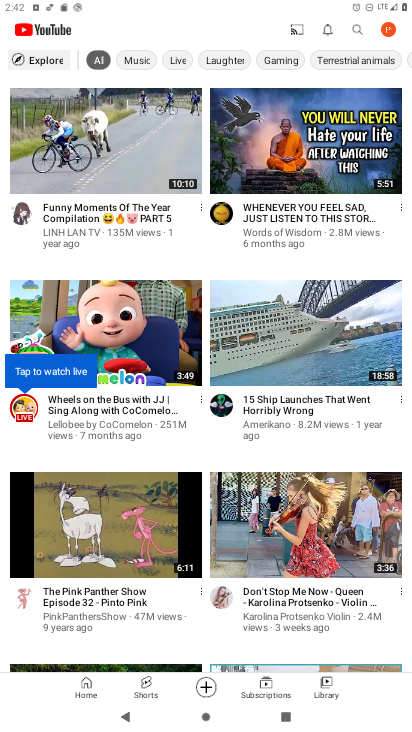 2:42
LTE
YouTube
Explore
All
Music
Live
Laughter
Gaming
Terrestrial animals
10:10
YOU WILL NEVER
Hate your life
AFTER WATCHING
THIS
5:51
Funny Moments Of The Year
Compilation 😆🔥🐷 PART 5
LINH LAN TV · 135M views · 1
year ago
WHENEVER YOU FEEL SAD,
JUST LISTEN TO THIS STOR...
Words of Wisdom · 2.8M views ·
6 months ago
Tap to watch live
melon
3:49
18:58
LIVE
Wheels on the Bus with JJ |
Sing Along with CoComelo...
Lellobee by CoComelon · 251M
views · 7 months ago
15 Ship Launches That Went
Horribly Wrong
Amerikano · 8.2M views · 1 year
ago
6:11
3:36
The Pink Panther Show
Episode 32 - Pinto Pink
PinkPanthersShow · 47M views ·
9 years ago
Don't Stop Me Now - Queen
- Karolina Protsenko - Violin ...
Karolina Protsenko Violin · 2.4M
views · 3 weeks ago
Home
Shorts
Subscriptions
Library